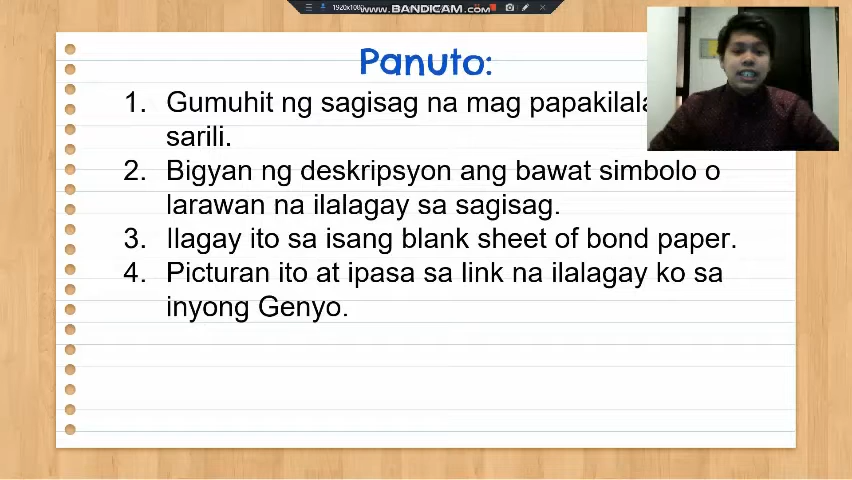 1920x1080
www.BANDICAM.com
Panuto:
1. Gumuhit ng sagisag na mag
sarili.
2. Bigyan ng deskripsyon ang bawat simbolo o
larawan na ilalagay sa sagisag.
3. Ilagay ito sa isang blank sheet of bond paper.
4. Picturan ito at ipasa sa link na ilalagay ko sa
inyong Genyo.